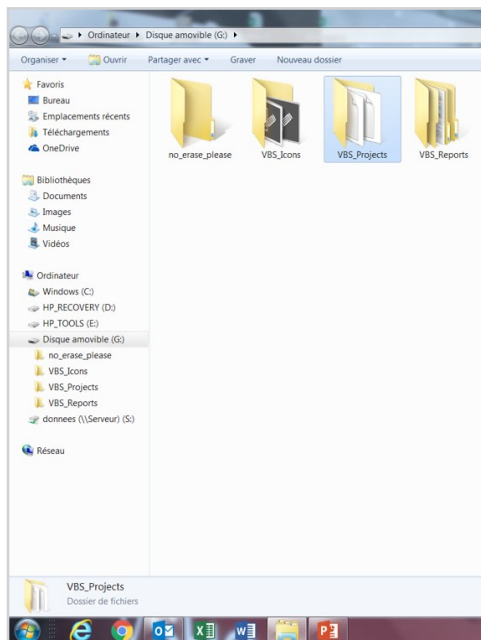 Ordinateur Disque amovible (G:)
Organiser Ouvrir Partager avec Graver Nouveau dossier
Favoris
Bureau
Emplacements récents
Téléchargements
OneDrive
Bibliothèques
Documents
Images
Musique
Vidéos
Ordinateur
Windows (C:)
HP_RECOVERY (D:)
HP_TOOLS (E:)
Disque amovible (G:)
no_erase_please
VBS_Icons
VBS_Projects
VBS_Reports
donnees (\\Serveur) (S:)
Réseau
no_erase_please VBS_Icons VBS_Projects VBS_Reports
VBS_Projects
Dossier de fichiers